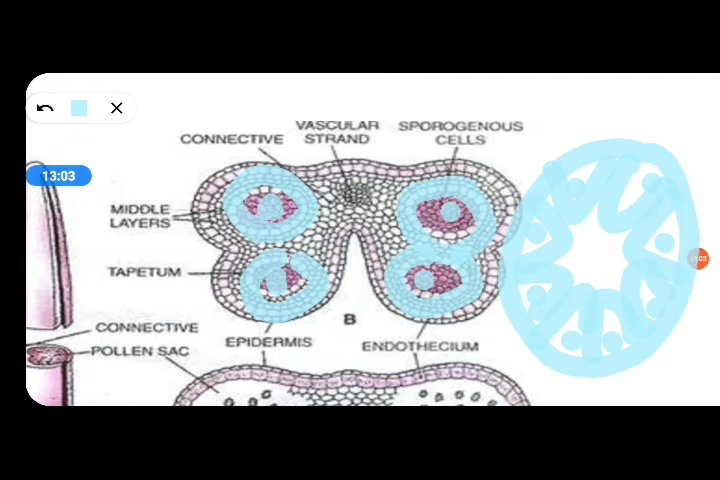 VASCULAR STRAND
SPOROGENOUS CELLS
CONNECTIVE
13:03
MIDDLE LAYERS
TAPETUM
B
CONNECTIVE
EPIDERMIS
ENDOTHECIUM
POLLEN SAC